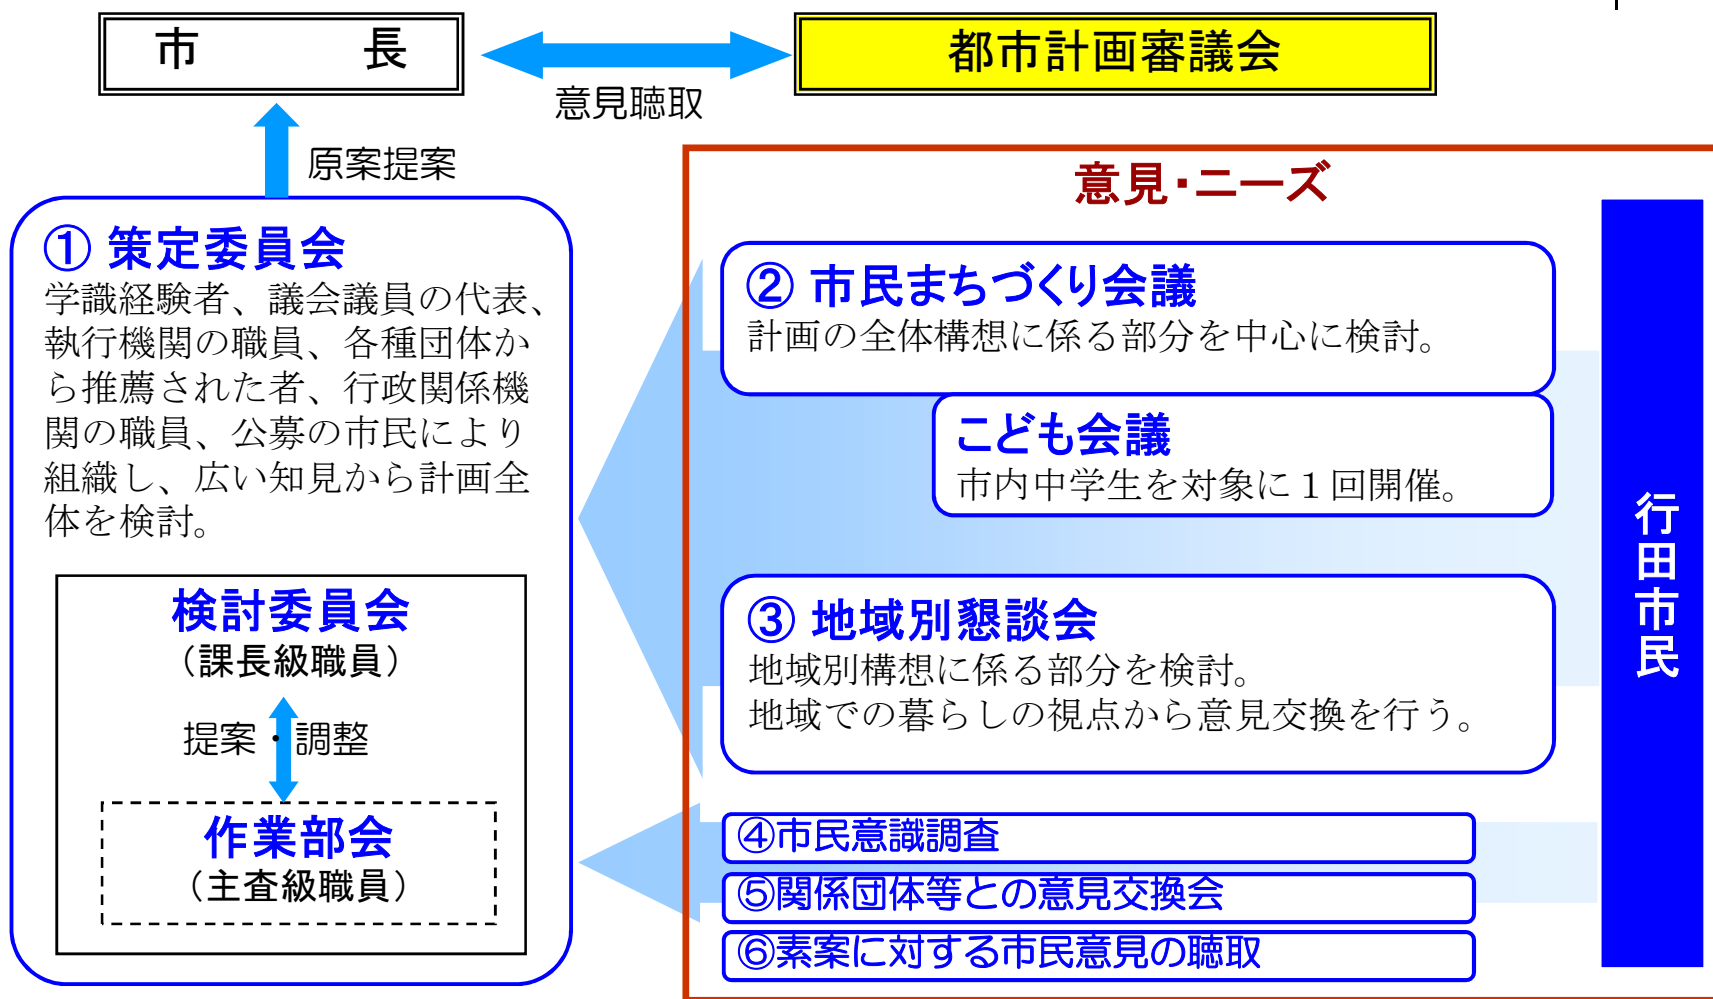 市　　　長
都市計画審議会
意見聴取
原案提案
① 策定委員会
学識経験者、議会議員の代表、
執行機関の職員、各種団体か
ら推薦された者、行政関係機
関の職員、公募の市民により
組織し、広い知見から計画全
体を検討。
検討委員会
（課長級職員）
提案・調整
作業部会
（主査級職員）
意見・ニーズ
② 市民まちづくり会議
計画の全体構想に係る部分を中心に検討。
こども会議
市内中学生を対象に１回開催。
③ 地域別懇談会
地域別構想に係る部分を検討。
地域での暮らしの視点から意見交換を行う。
④市民意識調査
⑤関係団体等との意見交換会
⑥素案に対する市民意見の聴取
行田市民